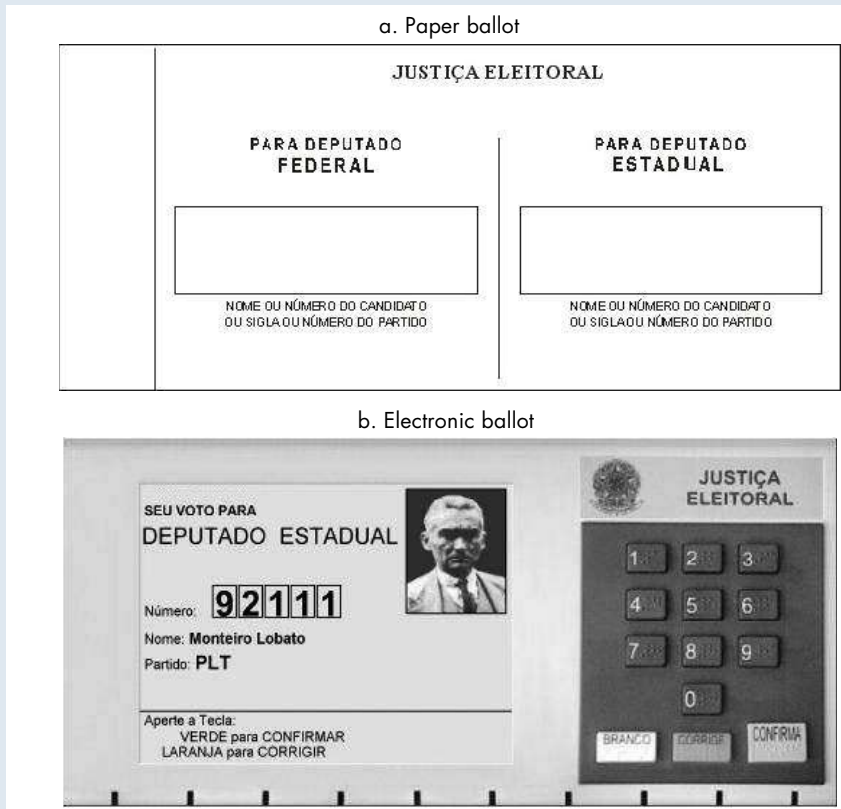 a. Paper ballot
JUSTIÇA ELEITORAL
PARA DEPUTADO
FEDERAL
NOME OU NÚMERO DO CANDIDATO
OU SIGLA OU NÚMERO DO PARTIDO
PARA DEPUTADO
ESTADUAL
NOME OU NÚMERO DO CANDIDATO
OU SIGLA OU NÚMERO DO PARTIDO
b. Electronic ballot
SEU VOTO PARA
DEPUTADO ESTADUAL
Número: 92111
Nome: Monteiro Lobato
Partido: PLT
Aperte a Tecla:
VERDE para CONFIRMAR
LARANJA para CORRIGIR
JUSTIÇA
ELEITORAL
1 2 3
4 5 6
7 8 9
0
BRANCO CORRIGE CONFIRMA